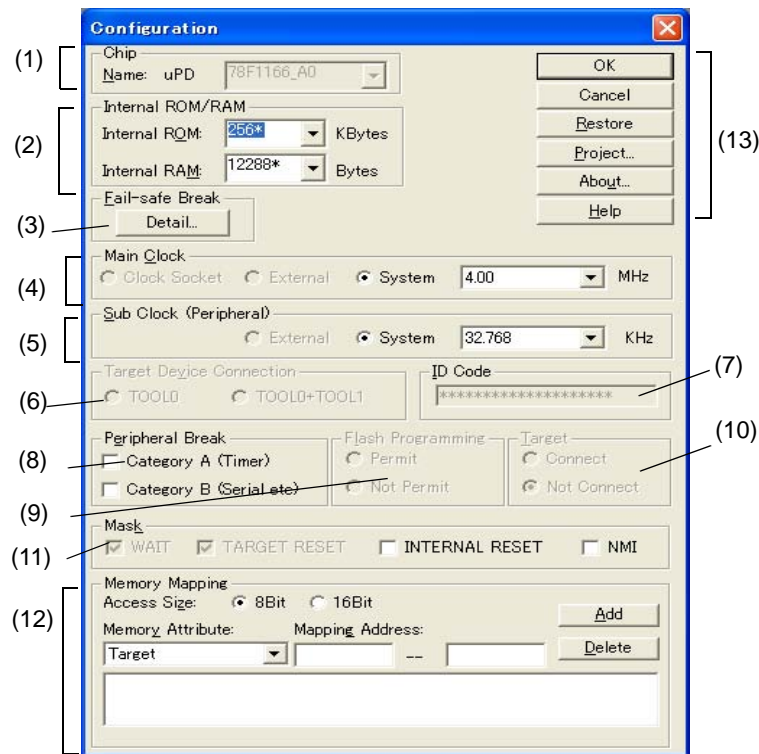 Configuration
(1)
Chip
Name: uPD 78F1166_A0
OK
Cancel
Restore
Project...
About...
Help
(13)
(2)
Internal ROM/RAM
Internal ROM: 256* KBytes
Internal RAM: 12288* Bytes
(3)
Fail-safe Break
Detail...
(4)
Main Clock
Clock Socket External System 4.00 MHz
(5)
Sub Clock (Peripheral)
External System 32.768 KHz
(6)
Target Device Connection
TOOL0 TOOL0+TOOL1
ID Code
********************
(7)
(8)
Peripheral Break
Category A (Timer)
Category B (Serial etc)
(9)
Flash Programming
Permit
Not Permit
Target
Connect
Not Connect
(10)
(11)
Mask
WAIT TARGET RESET INTERNAL RESET NMI
(12)
Memory Mapping
Access Size: 8Bit 16Bit
Memory Attribute: Mapping Address:
Target --
Add
Delete